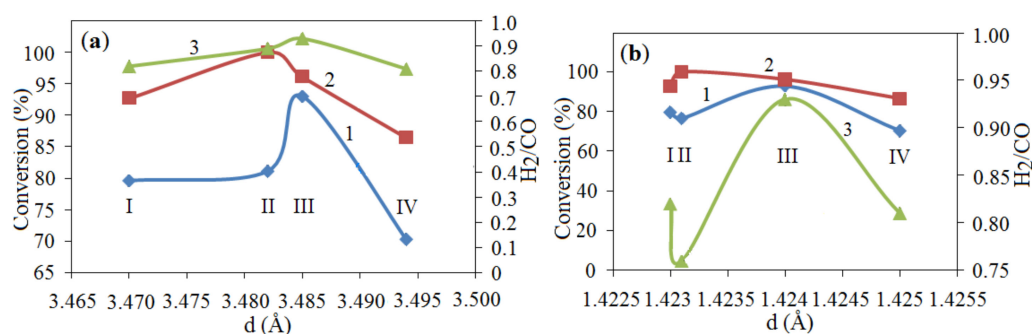 (a)
Conversion (%)
100
95
90
85
80
75
70
65
3
2
1
I
II
III
IV
1.0
0.9
0.8
0.7
0.6
0.5
0.4
0.3
0.2
0.1
0
H2/CO
3.465 3.470 3.475 3.480 3.485 3.490 3.495 3.500
d (Å)
(b)
Conversion (%)
100
80
60
40
20
0
2
1
3
I II
III
IV
1.00
0.95
0.90
0.85
0.80
0.75
H2/CO
1.4225 1.423 1.4235 1.424 1.4245 1.425 1.4255
d (Å)